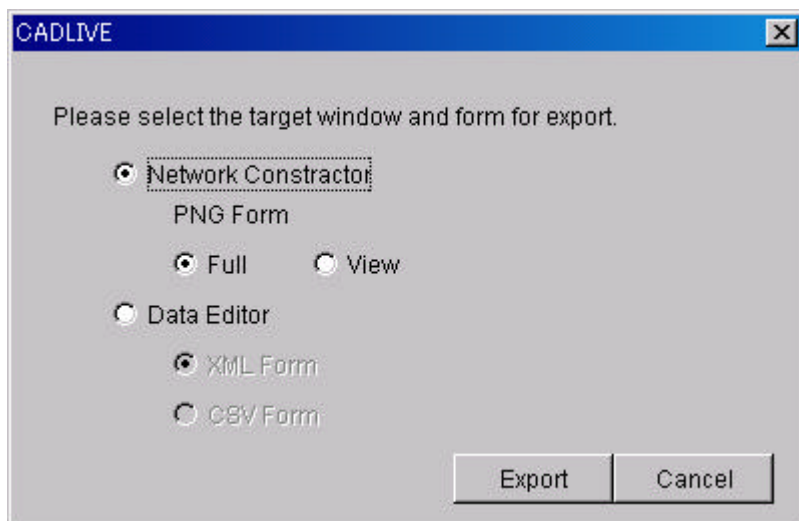 CADLIVE
Please select the target window and form for export.
Network Constractor
PNG Form
Full View
Data Editor
XML Form
CSV Form
Export Cancel